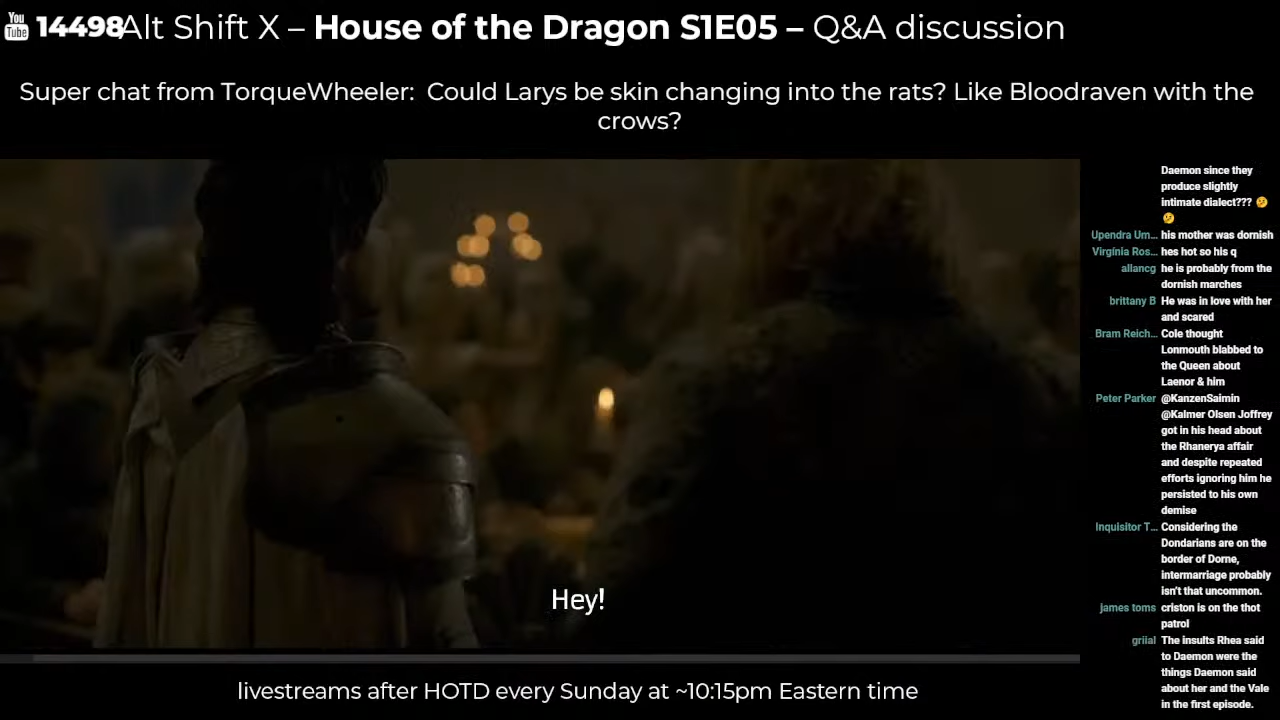 You Tube 14498 Alt Shift X – House of the Dragon S1E05 – Q&A discussion
Super chat from TorqueWheeler: Could Larys be skin changing into the rats? Like Bloodraven with the
crows?
Daemon since they
produce slightly
intimate dialect??? 🤔
🤔
Upendra Um... his mother was dornish
Virgínia Ros... hes hot so his q
allancg he is probably from the
dornish marches
brittany B He was in love with her
and scared
Bram Reich... Cole thought
Lonmouth blabbed to
the Queen about
Laenor & him
Peter Parker @KanzenSaimin
@Kalmer Olsen Joffrey
got in his head about
the Rhanerya affair
and despite repeated
efforts ignoring him he
persisted to his own
demise
Inquisitor T... Considering the
Dondarians are on the
border of Dorne,
intermarriage probably
isn't that uncommon.
james toms criston is on the thot
patrol
griial The insults Rhea said
to Daemon were the
things Daemon said
about her and the Vale
in the first episode.
Hey!
livestreams after HOTD every Sunday at ~10:15pm Eastern time